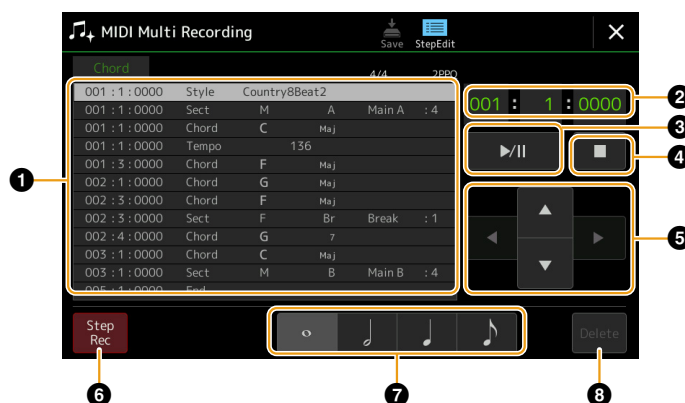 MIDI Multi Recording
Save StepEdit
Chord 4/4 2PPQ
001 : 1 : 0000 Style Country8Beat2
001 : 1 : 0000 Sect M A Main A : 4
001 : 1 : 0000 Chord C Maj
001 : 1 : 0000 Tempo 136
001 : 3 : 0000 Chord F Maj
002 : 1 : 0000 Chord G Maj
002 : 3 : 0000 Chord F Maj
002 : 3 : 0000 Sect F Br Break : 1
002 : 4 : 0000 Chord G 7
003 : 1 : 0000 Chord C Maj
003 : 1 : 0000 Sect M B Main B : 4
005 : 1 : 0000 End
001 : 1 : 0000
Step
Rec
Delete
1
2
3
4
5
6
7
8